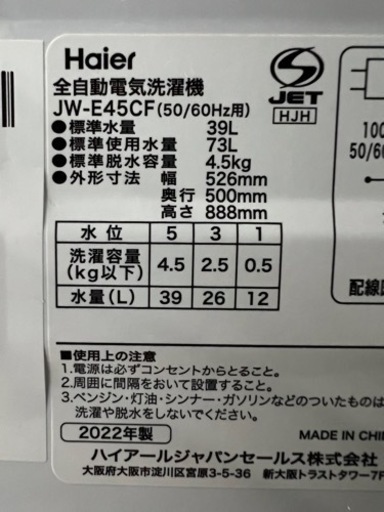 Haier
全自動電気洗濯機
JW-E45CF(50/60Hz用)
S
JET
HJH
●標準水量 39L
●標準使用水量 73L
●標準脱水容量 4.5kg
●外形寸法 幅 526mm
奥行 500mm
高さ 888mm
100
50/60
水位 5 3 1
洗濯容量(kg以下) 4.5 2.5 0.5
水量(L) 39 26 12
配線図
■使用上の注意
1.電源は必ずコンセントからとること。
2.周囲に間隔をおいて設置すること。
3.ベンジン・灯油・シンナー・ガソリンなどのついたものは
洗濯や脱水をしないでください。
2022年製
MADE IN CHI
ハイアールジャパンセールス株式会社
大阪府大阪市淀川区宮原3-5-36 新大阪トラストタワー7F